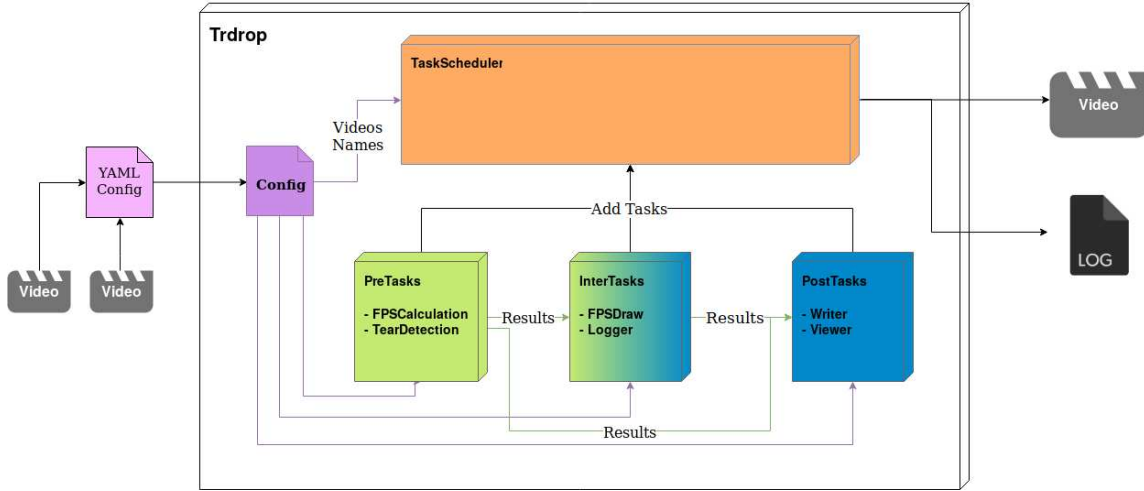 Trdrop
TaskScheduler
Videos
Names
Video
YAML
Config
Config
Add Tasks
LOG
Video
Video
PreTasks
- FPSCalculation
- TearDetection
Results
InterTasks
- FPSDraw
- Logger
Results
PostTasks
- Writer
- Viewer
Results